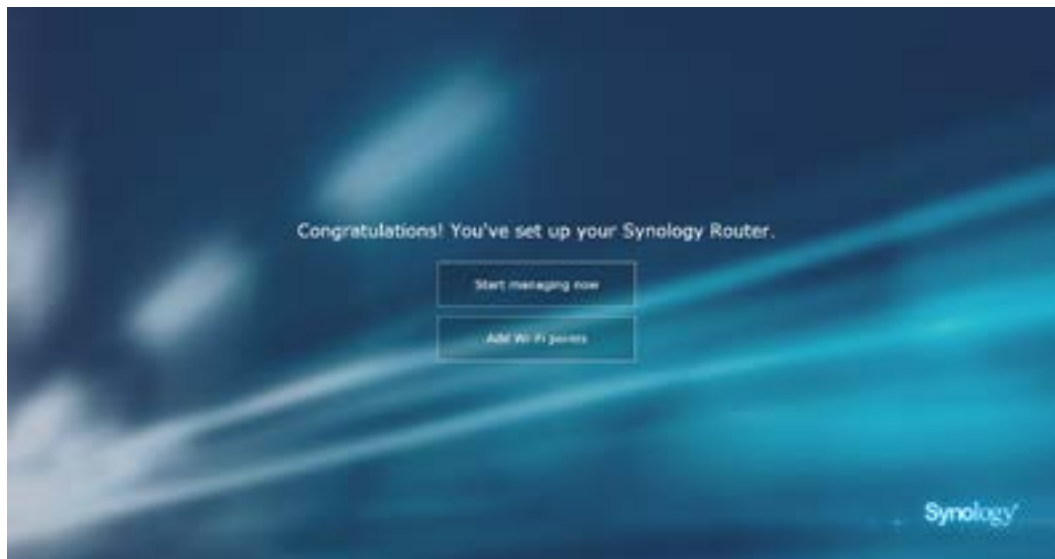 Congratulations! You've set up your Synology Router.
Start managing now
Add Wi-Fi points
Synology